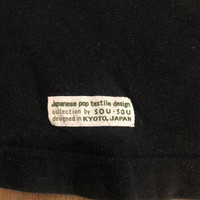 Japanese pop textile design
collection by SOU·SOU
designed in KYOTO, JAPAN